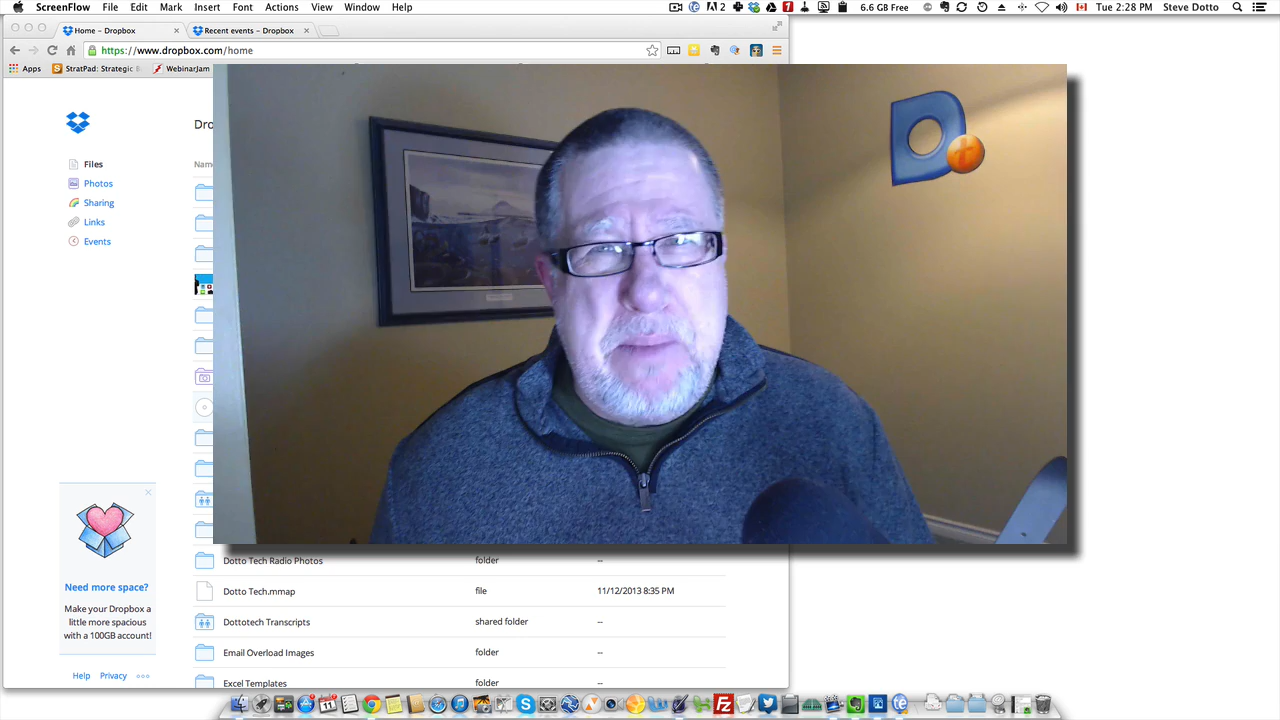 ScreenFlow File Edit Mark Insert Font Actions View Window Help 2 1 6.6 GB Free Tue 2:28 PM Steve Dotto
Home - Dropbox Recent events - Dropbox
https://www.dropbox.com/home
Apps StratPad: Strategic B WebinarJam
Dro
Files Nam
Photos
Sharing
Links
Events
Dotto Tech Radio Photos folder --
Need more space?
Dotto Tech.mmap file 11/12/2013 8:35 PM
Make your Dropbox a
little more spacious
with a 100GB account!
Dottotech Transcripts shared folder --
Email Overload Images folder --
Help Privacy
Excel Templates folder --